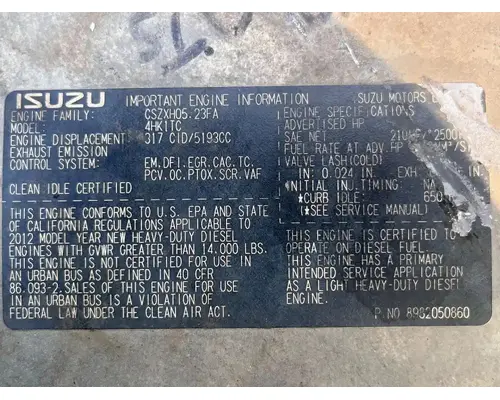 ISUZU IMPORTANT ENGINE INFORMATION ISUZU MOTORS
ENGINE FAMILY: CSZXH05.23FA
MODEL: 4HK1TC
ENGINE DISPLACEMENT 317 CID/5193CC
EXHAUST EMISSION
CONTROL SYSTEM: EM,DFI,EGR,CAC,TC,
PCV,OC,PTOX,SCR,VAF
CLEAN IDLE CERTIFIED
THIS ENGINE CONFORMS TO U.S. EPA AND STATE
OF CALIFORNIA REGULATIONS APPLICABLE TO
2012 MODEL YEAR NEW HEAVY-DUTY DIESEL
ENGINES WITH GVWR GREATER THAN 14,000 LBS.
THIS ENGINE IS NOT CERTIFIED FOR USE IN
AN URBAN BUS AS DEFINED IN 40 CFR
86.093-2.SALES OF THIS ENGINE FOR USE
IN AN URBAN BUS IS A VIOLATION OF
FEDERAL LAW UNDER THE CLEAN AIR ACT.
ENGINE SPECIFICATIONS
ADVERTISED HP
SAE NET
FUEL RATE AT ADV. HP
VALVE LASH(COLD)
IN. 0.024 IN. EXH. IN.
INITIAL INJ.TIMING: NA
*CURB IDLE: 650
(*SEE SERVICE MANUAL)
THIS ENGINE IS CERTIFIED TO
OPERATE ON DIESEL FUEL.
THIS ENGINE HAS A PRIMARY
INTENDED SERVICE APPLICATION
AS A LIGHT HEAVY-DUTY DIESEL
ENGINE.
P.NO.8982050860